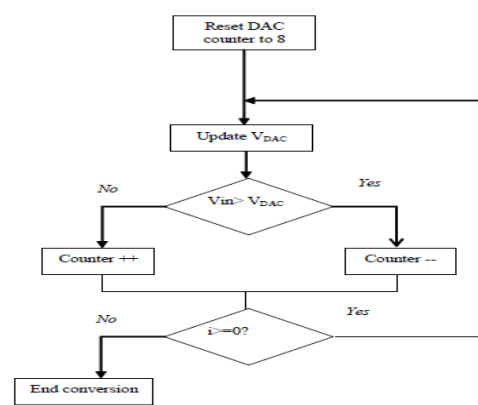 Reset DAC
counter to 8
Update VDAC
No
Yes
Vin> VDAC
Counter ++
Counter --
No
Yes
i>=0?
End conversion